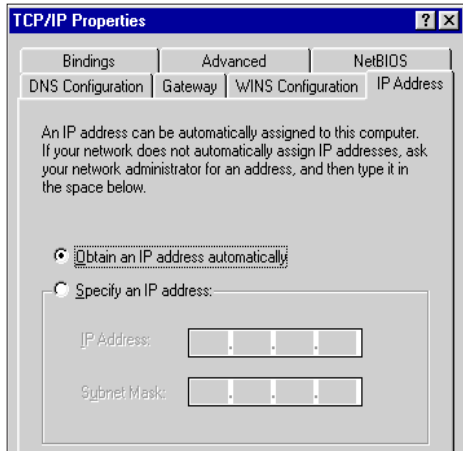 TCP/IP Properties ? ×
Bindings Advanced NetBIOS
DNS Configuration Gateway WINS Configuration IP Address
An IP address can be automatically assigned to this computer.
If your network does not automatically assign IP addresses, ask
your network administrator for an address, and then type it in
the space below.
Obtain an IP address automatically
Specify an IP address:
IP Address: . . .
Subnet Mask: . . .